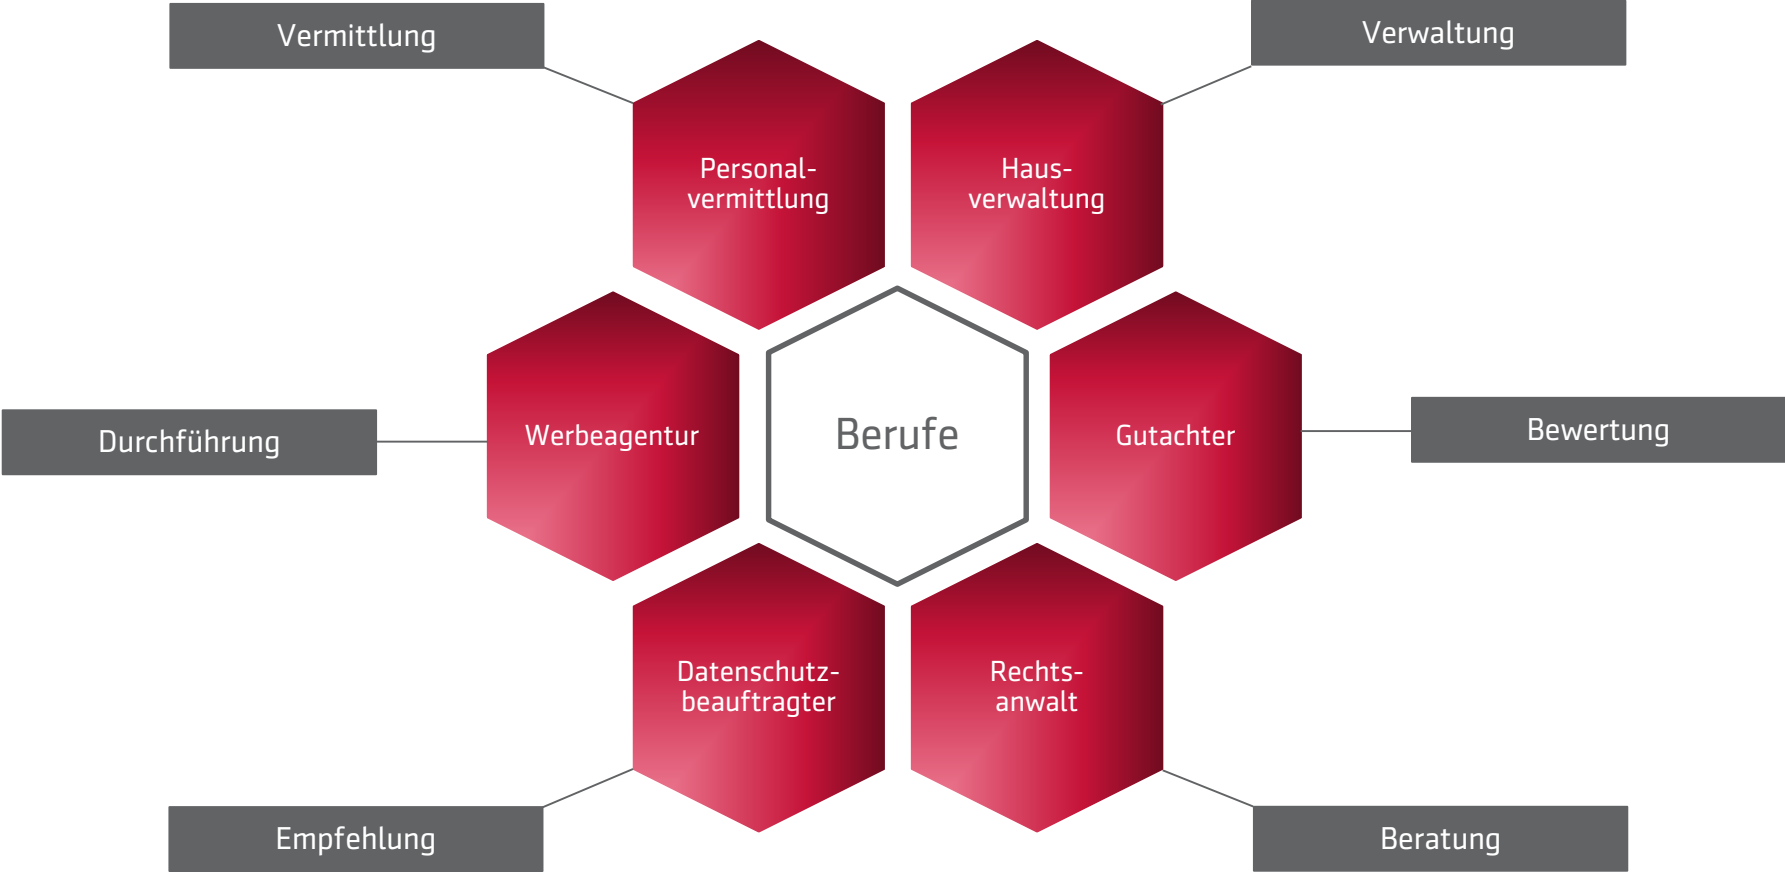 Vermittlung
Verwaltung
Personal-
vermittlung
Haus-
verwaltung
Durchführung
Werbeagentur
Berufe
Gutachter
Bewertung
Datenschutz-
beauftragter
Rechts-
anwalt
Empfehlung
Beratung